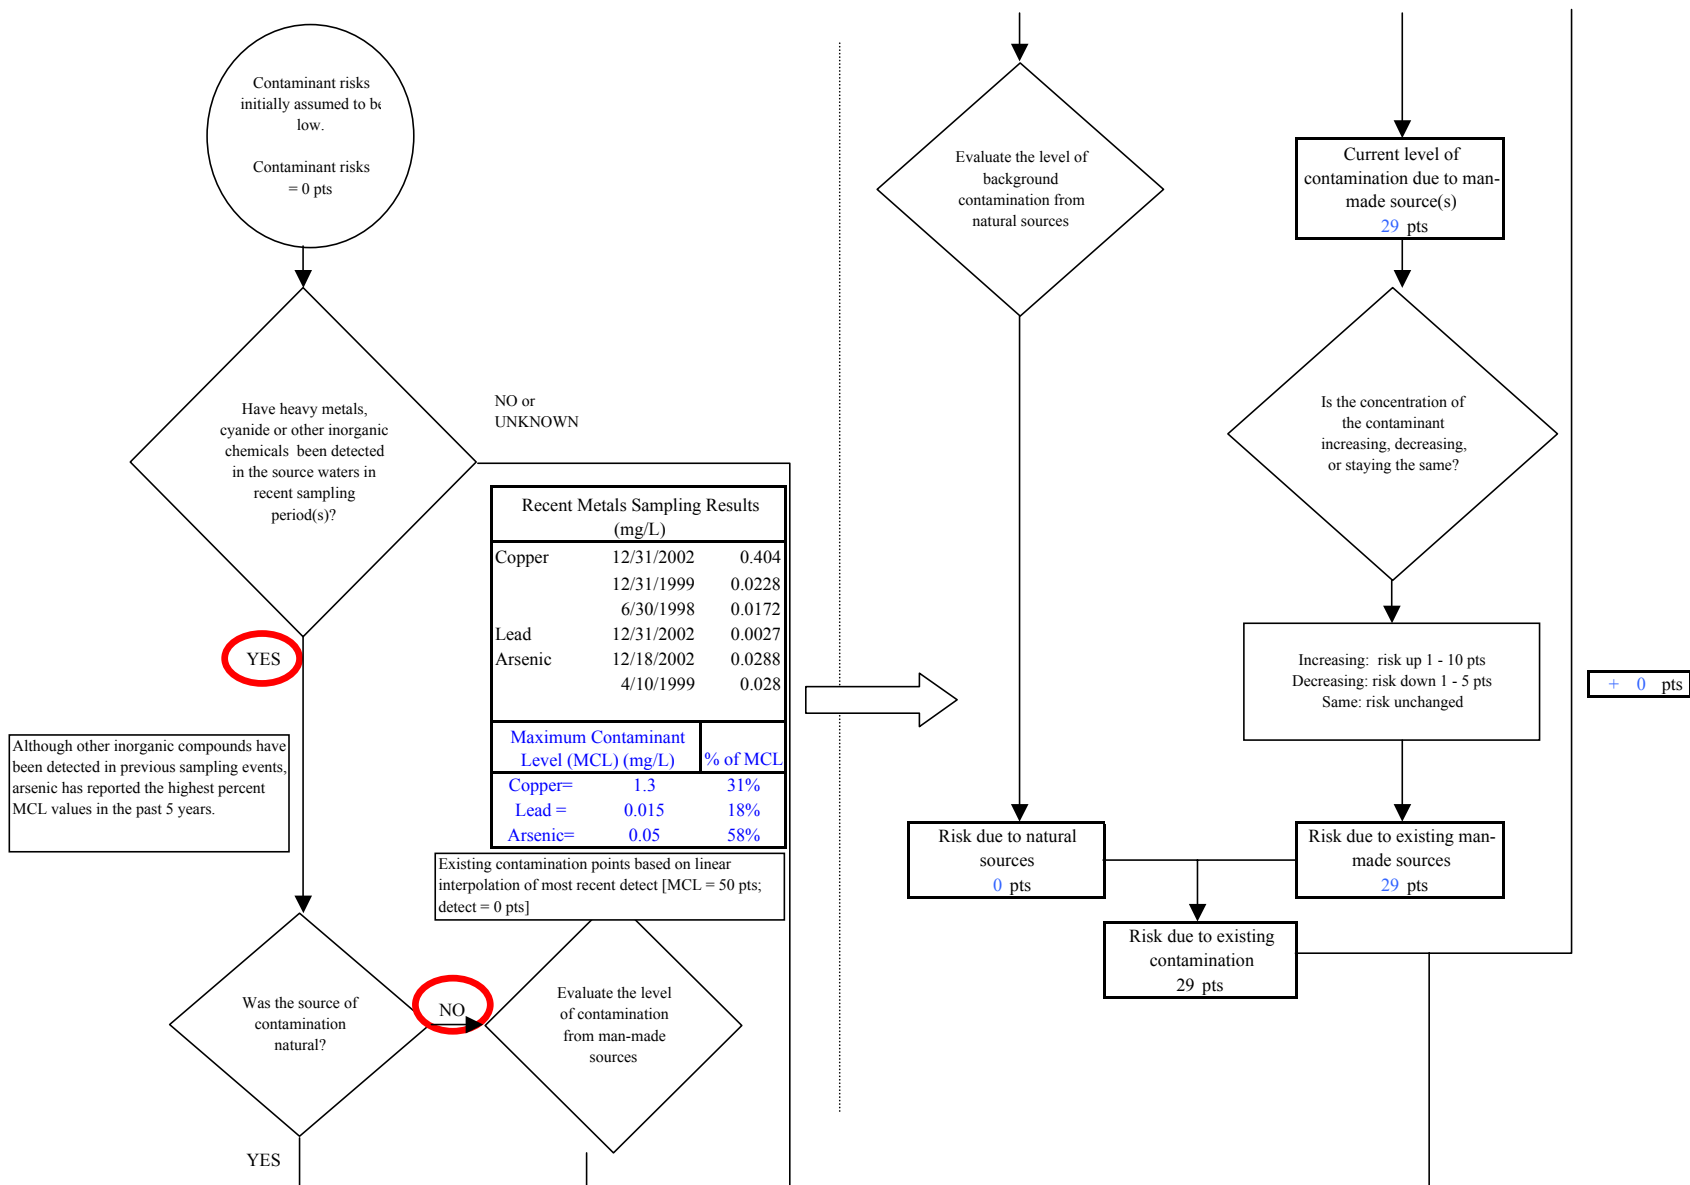 Contaminant risks
initially assumed to be
low.
Contaminant risks
= 0 pts
Have heavy metals,
cyanide or other inorganic
chemicals been detected
in the source waters in
recent sampling
period(s)?
NO or
UNKNOWN
YES
Although other inorganic compounds have
been detected in previous sampling events,
arsenic has reported the highest percent
MCL values in the past 5 years.
Recent Metals Sampling Results
(mg/L)
Copper 12/31/2002 0.404
12/31/1999 0.0228
6/30/1998 0.0172
Lead 12/31/2002 0.0027
Arsenic 12/18/2002 0.0288
4/10/1999 0.028
Maximum Contaminant
Level (MCL) (mg/L) % of MCL
Copper= 1.3 31%
Lead = 0.015 18%
Arsenic= 0.05 58%
Existing contamination points based on linear
interpolation of most recent detect [MCL = 50 pts;
detect = 0 pts]
Was the source of
contamination
natural?
NO
Evaluate the level
of contamination
from man-made
sources
YES
Evaluate the level of
background
contamination from
natural sources
Current level of
contamination due to man-
made source(s)
29 pts
Is the concentration of
the contaminant
increasing, decreasing,
or staying the same?
Increasing: risk up 1 - 10 pts
Decreasing: risk down 1 - 5 pts
Same: risk unchanged
+ 0 pts
Risk due to natural
sources
0 pts
Risk due to existing man-
made sources
29 pts
Risk due to existing
contamination
29 pts